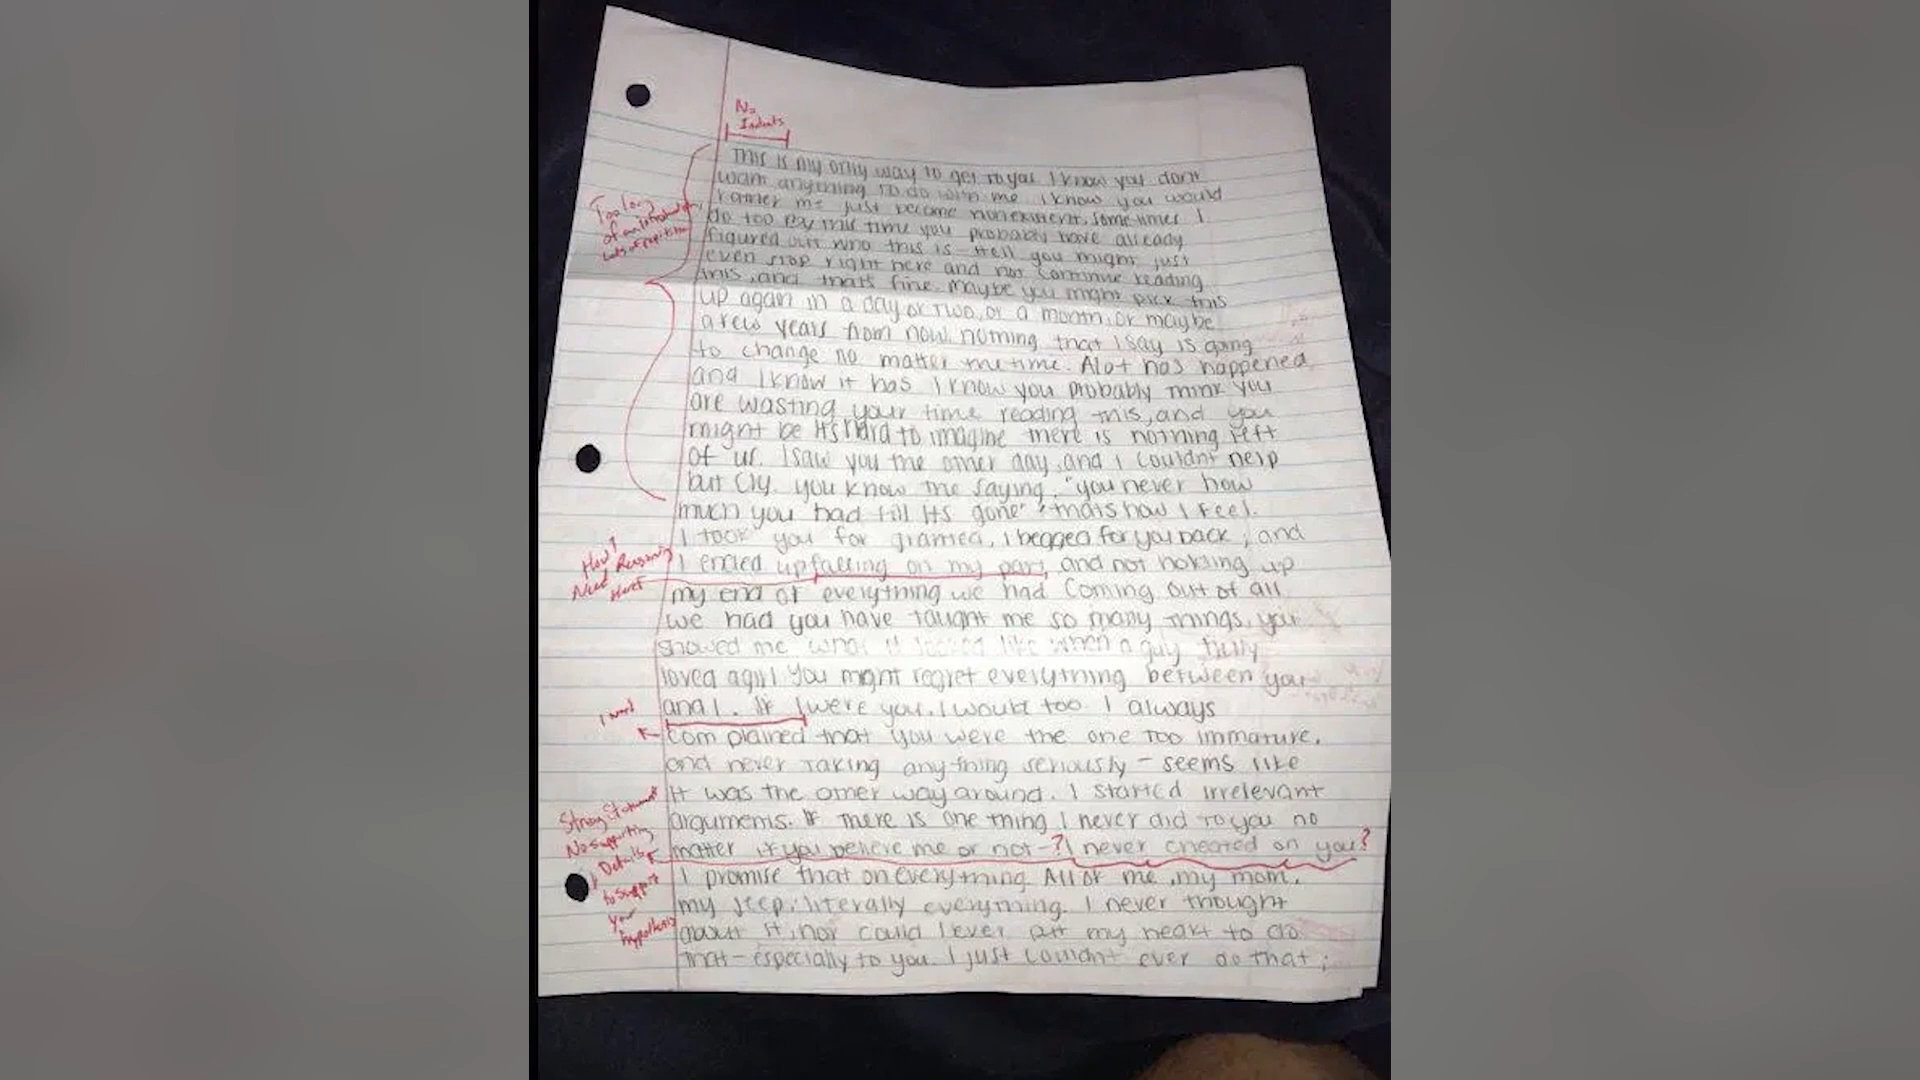 No
Indents
This is my only way to get to you. I know you dont
want anything to do with me. I know you would
rather me just become nonexistent. Sometimes I
do too. By this time you probably have already
figured out who this is - Hell you might just
even stop right here and not continue reading
this, and thats fine. Maybe you might pick this
up again in a day or two, or a month, or maybe
a few years from now. nothing that I say is going
to change no matter the time. Alot has happened
and I know it has I know you probably think you
are wasting your time reading this, and you
might be Its hard to imagine there is nothing left
of us. I saw you the other day, and I couldnt help
but cry. you know the saying, "you never how
much you had till its gone" thats how I feel.
I took you for granted, I begged for you back, and
I ended up falling on my part, and not holding up
my end of everything we had Coming out of all
we had you have taught me so many things, you
showed me what it looked like when a guy fully
loved a girl You might regret everything between you
and I. If I were you, I would too. I always
complained that you were the one too immature,
and never taking anything seriously - seems like
It was the other way around. I started irrelevant
arguments. If there is one thing I never did to you no
matter if you believe me or not -? I never cheated on you?
I promise that on everything. All of me, my mom,
my step, literally everything. I never thought
about it, nor could I ever put my heart to do
that - especially to you. I just couldnt ever do that;
Too long
of an introduction
Lots of repitition
How?
Need Reasoning
Here
Strong Statement
No supporting
Details
to support
your
hypothesis